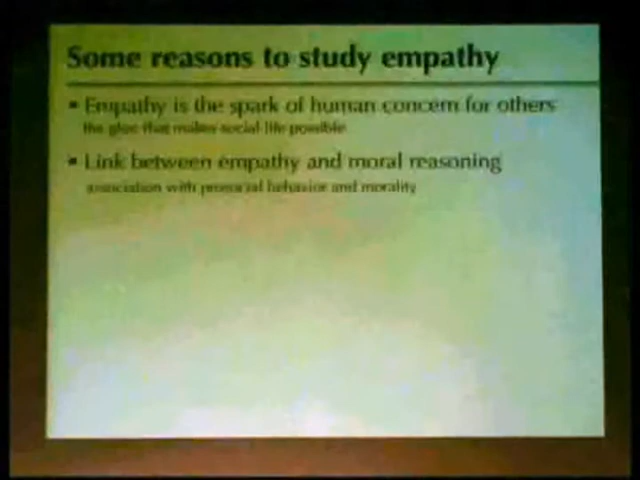 Some reasons to study empathy
▪ Empathy is the spark of human concern for others
the glue that makes social life possible
▪ Link between empathy and moral reasoning
association with prosocial behavior and morality